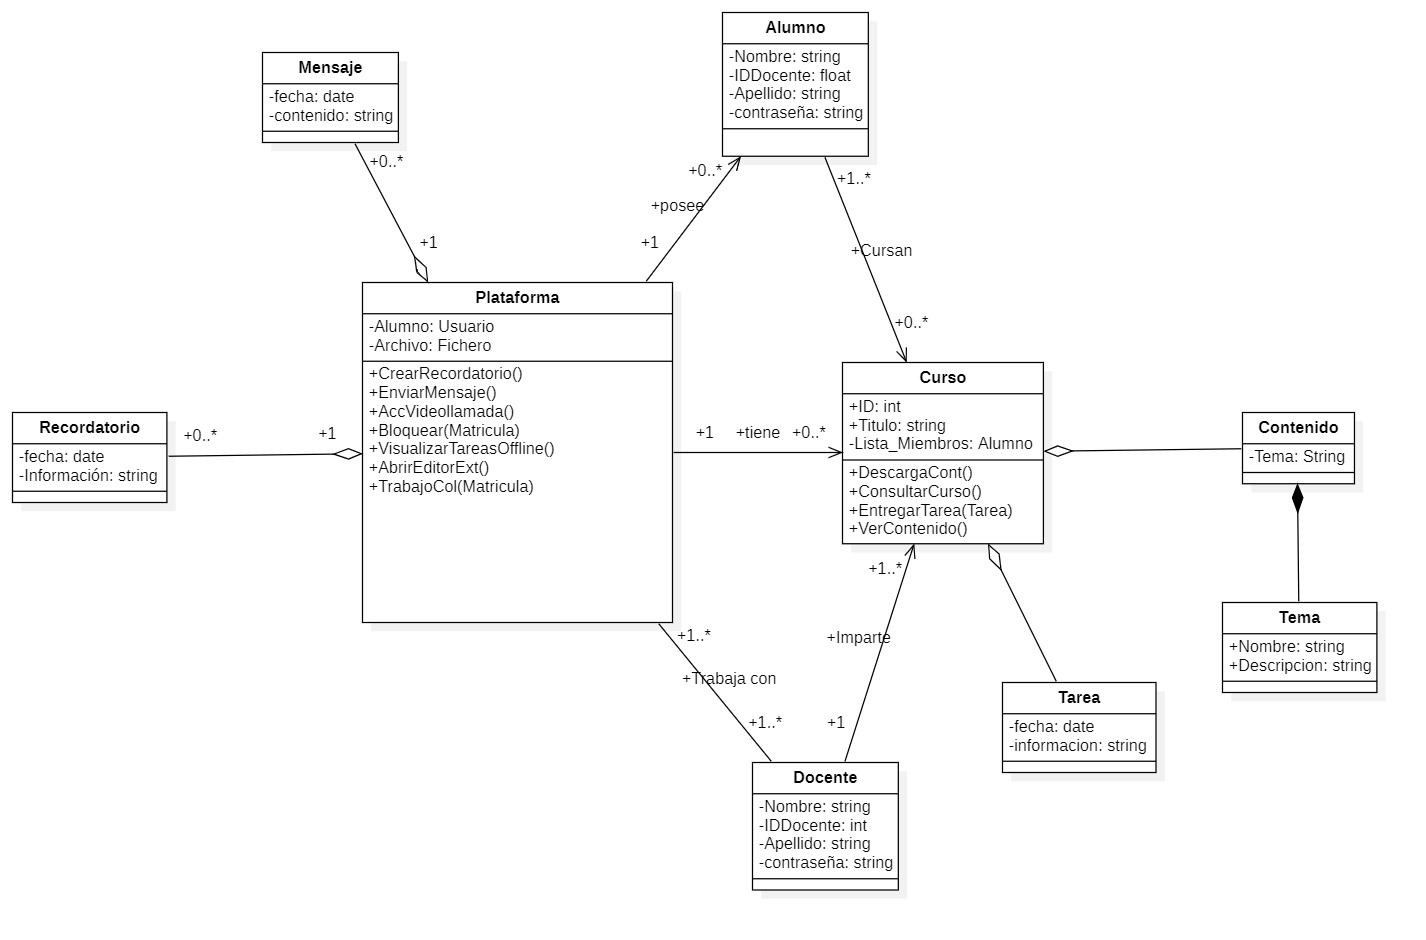 Alumno
-Nombre: string
-IDDocente: float
-Apellido: string
-contraseña: string
Mensaje
-fecha: date
-contenido: string
+0..*
+1
+0..*
+posee
+1
+1..*
+Cursan
+0..*
Plataforma
-Alumno: Usuario
-Archivo: Fichero
+CrearRecordatorio()
+EnviarMensaje()
+AccVideollamada()
+Bloquear(Matricula)
+VisualizarTareasOffline()
+AbrirEditorExt()
+TrabajoCol(Matricula)
Recordatorio
-fecha: date
-Información: string
+0..*
+1
+1
+tiene
+0..*
Curso
+ID: int
+Titulo: string
-Lista_Miembros: Alumno
+DescargaCont()
+ConsultarCurso()
+EntregarTarea(Tarea)
+VerContenido()
Contenido
-Tema: String
Tema
+Nombre: string
+Descripcion: string
+1..*
+Imparte
+1
+1..*
+Trabaja con
+1..*
Tarea
-fecha: date
-informacion: string
Docente
-Nombre: string
-IDDocente: int
-Apellido: string
-contraseña: string